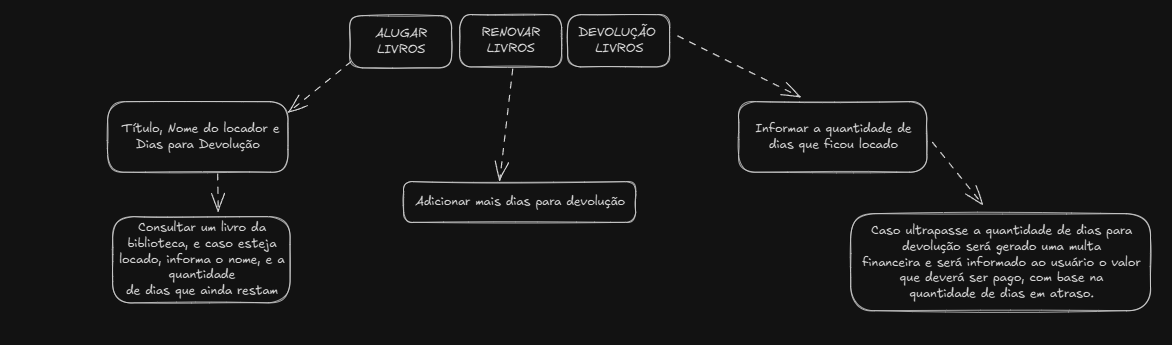 ALUGAR
LIVROS
RENOVAR
LIVROS
DEVOLUÇÃO
LIVROS
Título, Nome do locador e
Dias para Devolução
Informar a quantidade de
dias que ficou locado
Adicionar mais dias para devolução
Consultar um livro da
biblioteca, e caso esteja
locado, informa o nome, e a
quantidade
de dias que ainda restam
Caso ultrapasse a quantidade de dias para
devolução será gerado uma multa
financeira e será informado ao usuário o valor
que deverá ser pago, com base na
quantidade de dias em atraso.